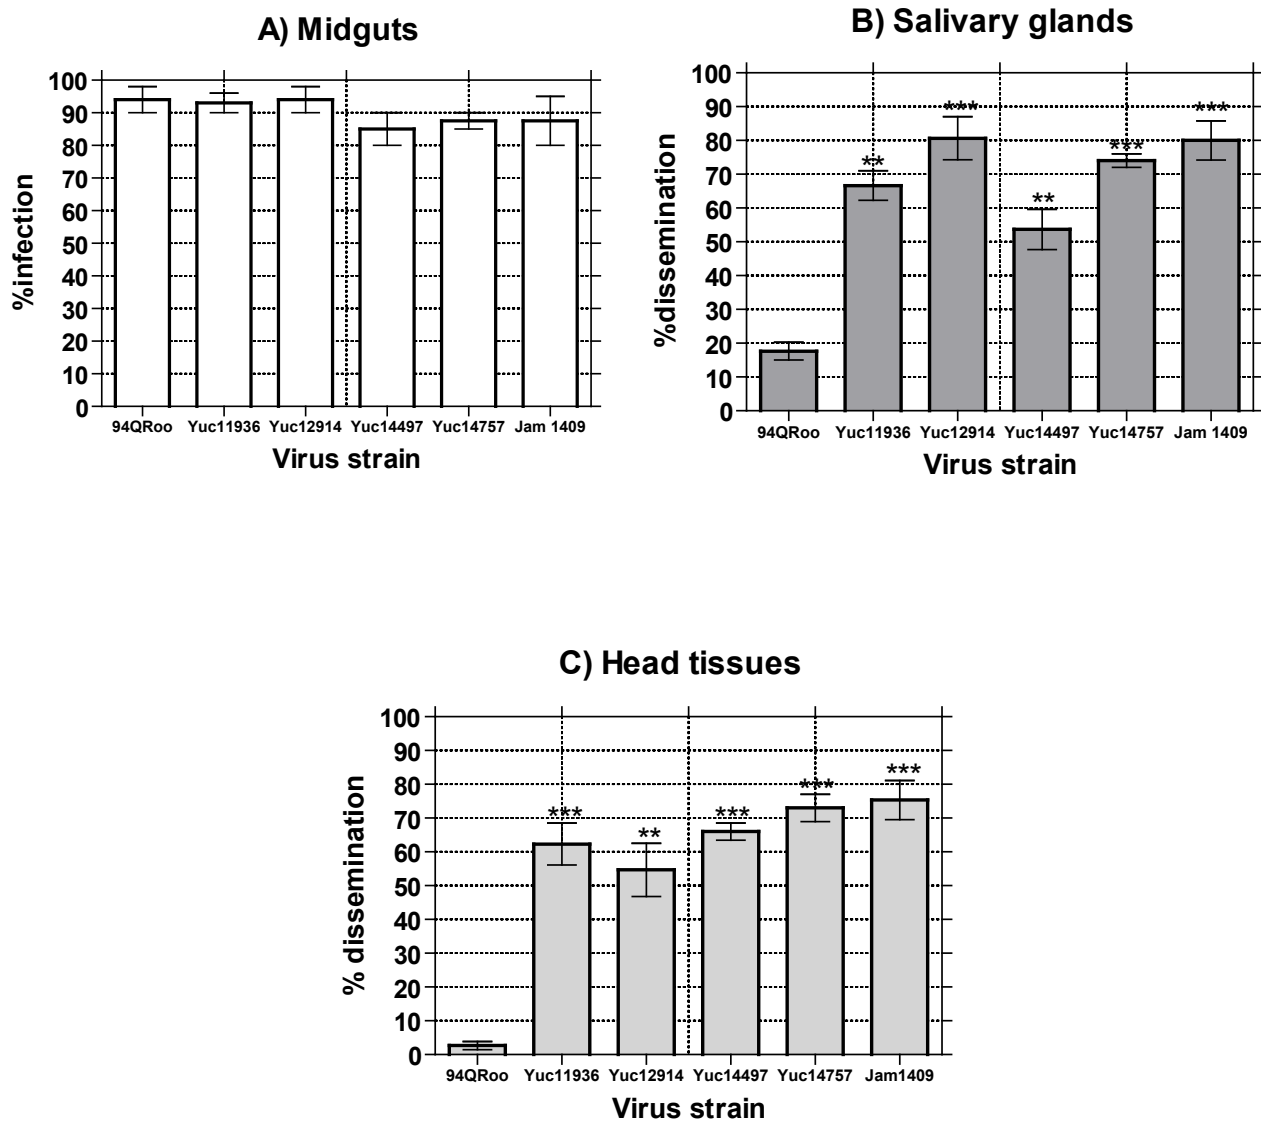 A) Midguts
%infection
100
90
80
70
60
50
40
30
20
10
0
94QRoo Yuc11936 Yuc12914 Yuc14497 Yuc14757 Jam 1409
Virus strain
B) Salivary glands
%dissemination
100
90
80
70
60
50
40
30
20
10
0
** *** ** *** ***
94QRoo Yuc11936 Yuc12914 Yuc14497 Yuc14757 Jam 1409
Virus strain
C) Head tissues
% dissemination
100
90
80
70
60
50
40
30
20
10
0
*** ** *** *** ***
94QRoo Yuc11936 Yuc12914 Yuc14497 Yuc14757 Jam1409
Virus strain